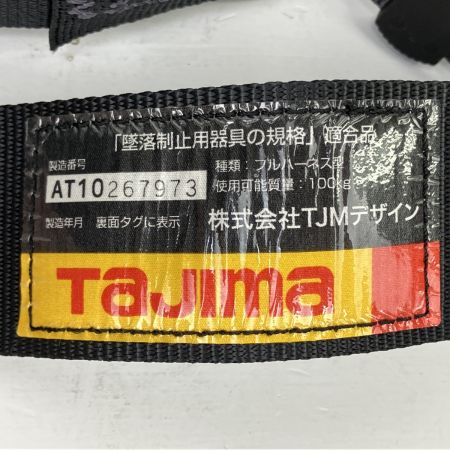 「墜落制止用器具の規格」適合品
製造番号
AT10267973
種類：フルハーネス型
使用可能質量：100kg
製造年月 裏面タグに表示
株式会社TJMデザイン
TaJIma